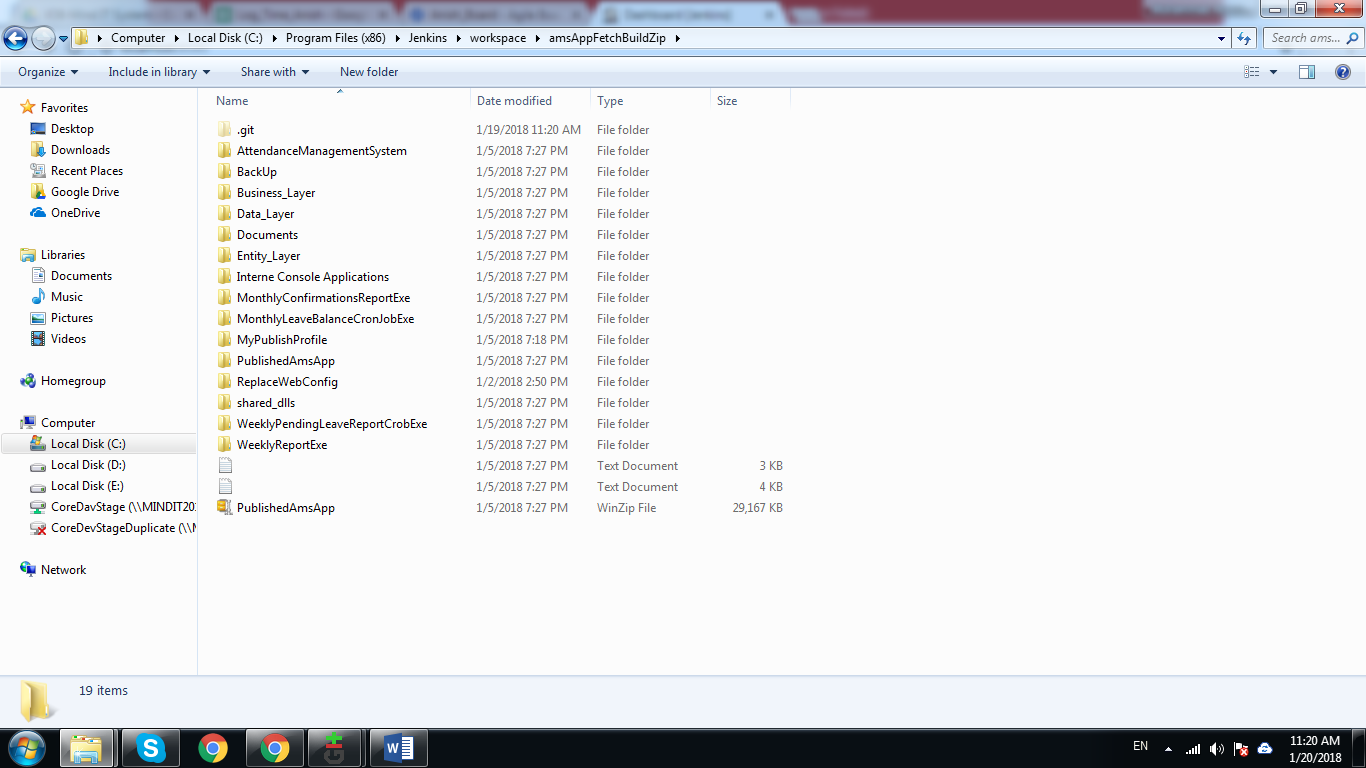 Computer Local Disk (C:) Program Files (x86) Jenkins workspace amsAppFetchBuildZip Search ams...
Organize Include in library Share with New folder
Favorites
Desktop
Downloads
Recent Places
Google Drive
OneDrive
Libraries
Documents
Music
Pictures
Videos
Homegroup
Computer
Local Disk (C:)
Local Disk (D:)
Local Disk (E:)
CoreDavStage (\\MINDIT20
CoreDevStageDuplicate (\\M
Network
Name Date modified Type Size
.git 1/19/2018 11:20 AM File folder
AttendanceManagementSystem 1/5/2018 7:27 PM File folder
BackUp 1/5/2018 7:27 PM File folder
Business_Layer 1/5/2018 7:27 PM File folder
Data_Layer 1/5/2018 7:27 PM File folder
Documents 1/5/2018 7:27 PM File folder
Entity_Layer 1/5/2018 7:27 PM File folder
Interne Console Applications 1/5/2018 7:27 PM File folder
MonthlyConfirmationsReportExe 1/5/2018 7:27 PM File folder
MonthlyLeaveBalanceCronJobExe 1/5/2018 7:27 PM File folder
MyPublishProfile 1/5/2018 7:18 PM File folder
PublishedAmsApp 1/5/2018 7:27 PM File folder
ReplaceWebConfig 1/2/2018 2:50 PM File folder
shared_dlls 1/5/2018 7:27 PM File folder
WeeklyPendingLeaveReportCrobExe 1/5/2018 7:27 PM File folder
WeeklyReportExe 1/5/2018 7:27 PM File folder
1/5/2018 7:27 PM Text Document 3 KB
1/5/2018 7:27 PM Text Document 4 KB
PublishedAmsApp 1/5/2018 7:27 PM WinZip File 29,167 KB
19 items
EN
11:20 AM
1/20/2018